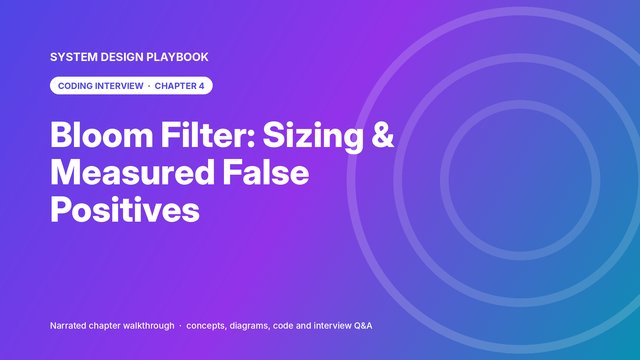 SYSTEM DESIGN PLAYBOOK
CODING INTERVIEW · CHAPTER 4
Bloom Filter: Sizing &
Measured False
Positives
Narrated chapter walkthrough · concepts, diagrams, code and interview Q&A